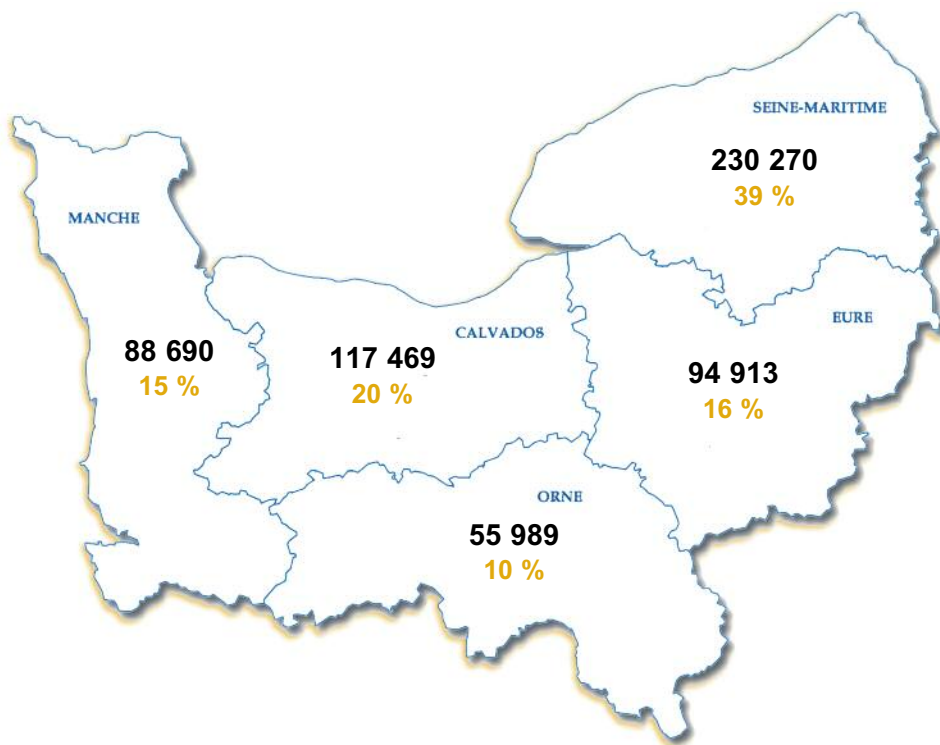 SEINE-MARITIME
230 270
39 %
MANCHE
88 690
15 %
CALVADOS
117 469
20 %
EURE
94 913
16 %
ORNE
55 989
10 %